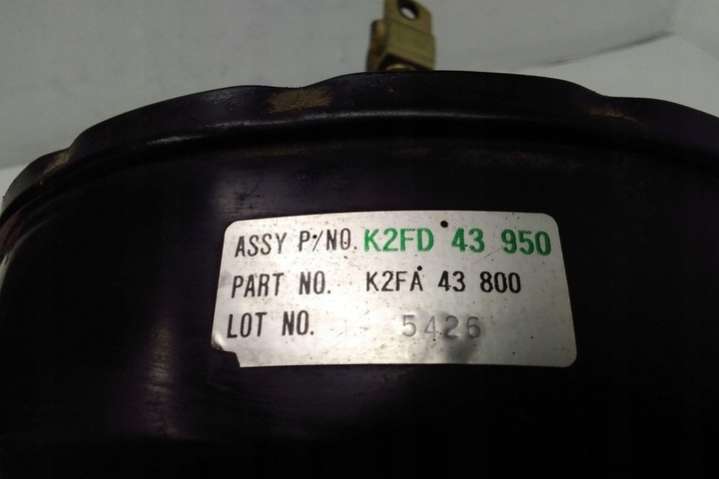 ASSY P/NO. K2FD 43 950
PART NO. K2FA 43 800
LOT NO. 5426